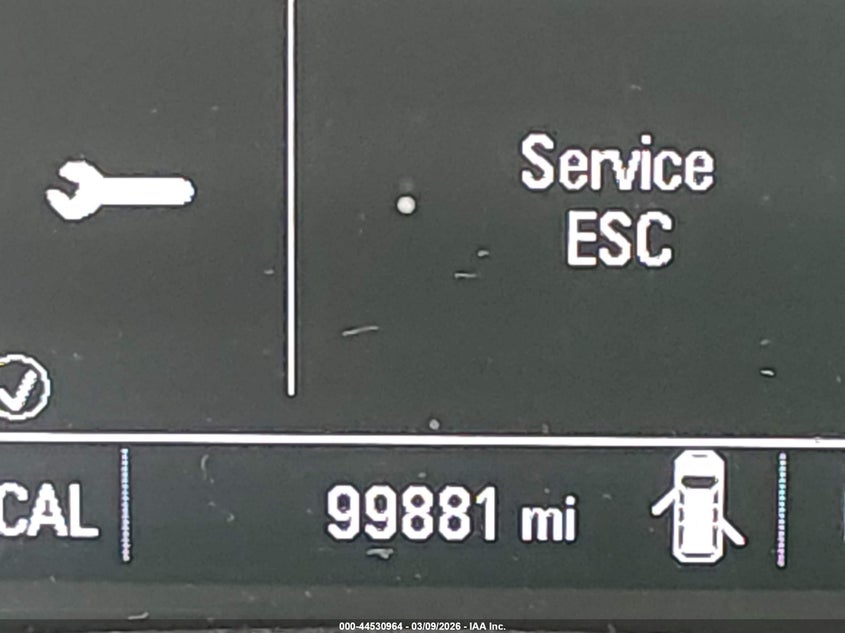 Service
ESC
CAL
99881 mi
000-44530964 - 03/09/2026 - IAA Inc.